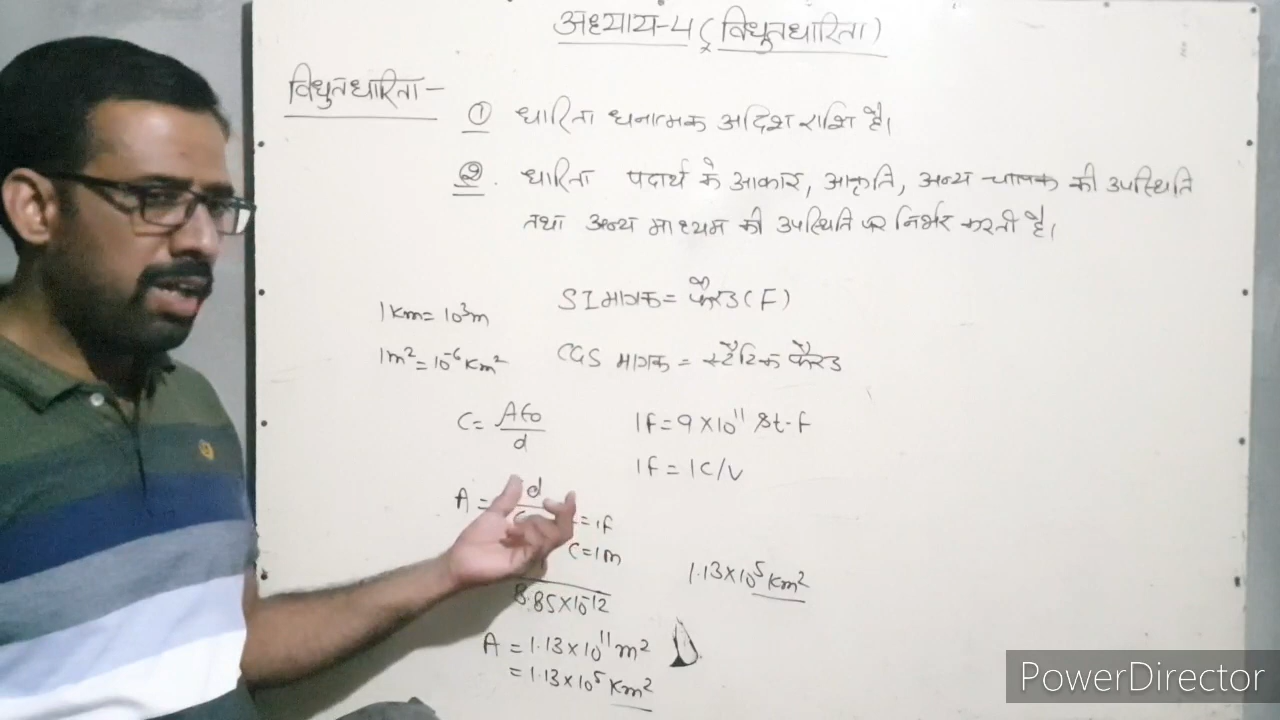 अध्याय-4 (विधुतधारिता)
विधुतधारिता -
① धारिता धनात्मक अदिश राशि है।
②. धारिता पदार्थ के आकार, आकृति, अन्य चालक की उपस्थिति
तथा अन्य माध्यम की उपस्थिति पर निर्भर करती है।
1Km = 10³m
SI मात्रक = फैरड (F)
1m² = 10⁻⁶ Km²
CGS मात्रक = स्टैटिक फैरड
C = Aε₀/d
1F = 9×10¹¹ St-F
1F = 1C/V
A = d
= 1F
C = 1m
8.85×10⁻¹²
1.13×10⁵ Km²
A = 1.13×10¹¹ m²
= 1.13×10⁵ Km²
PowerDirector